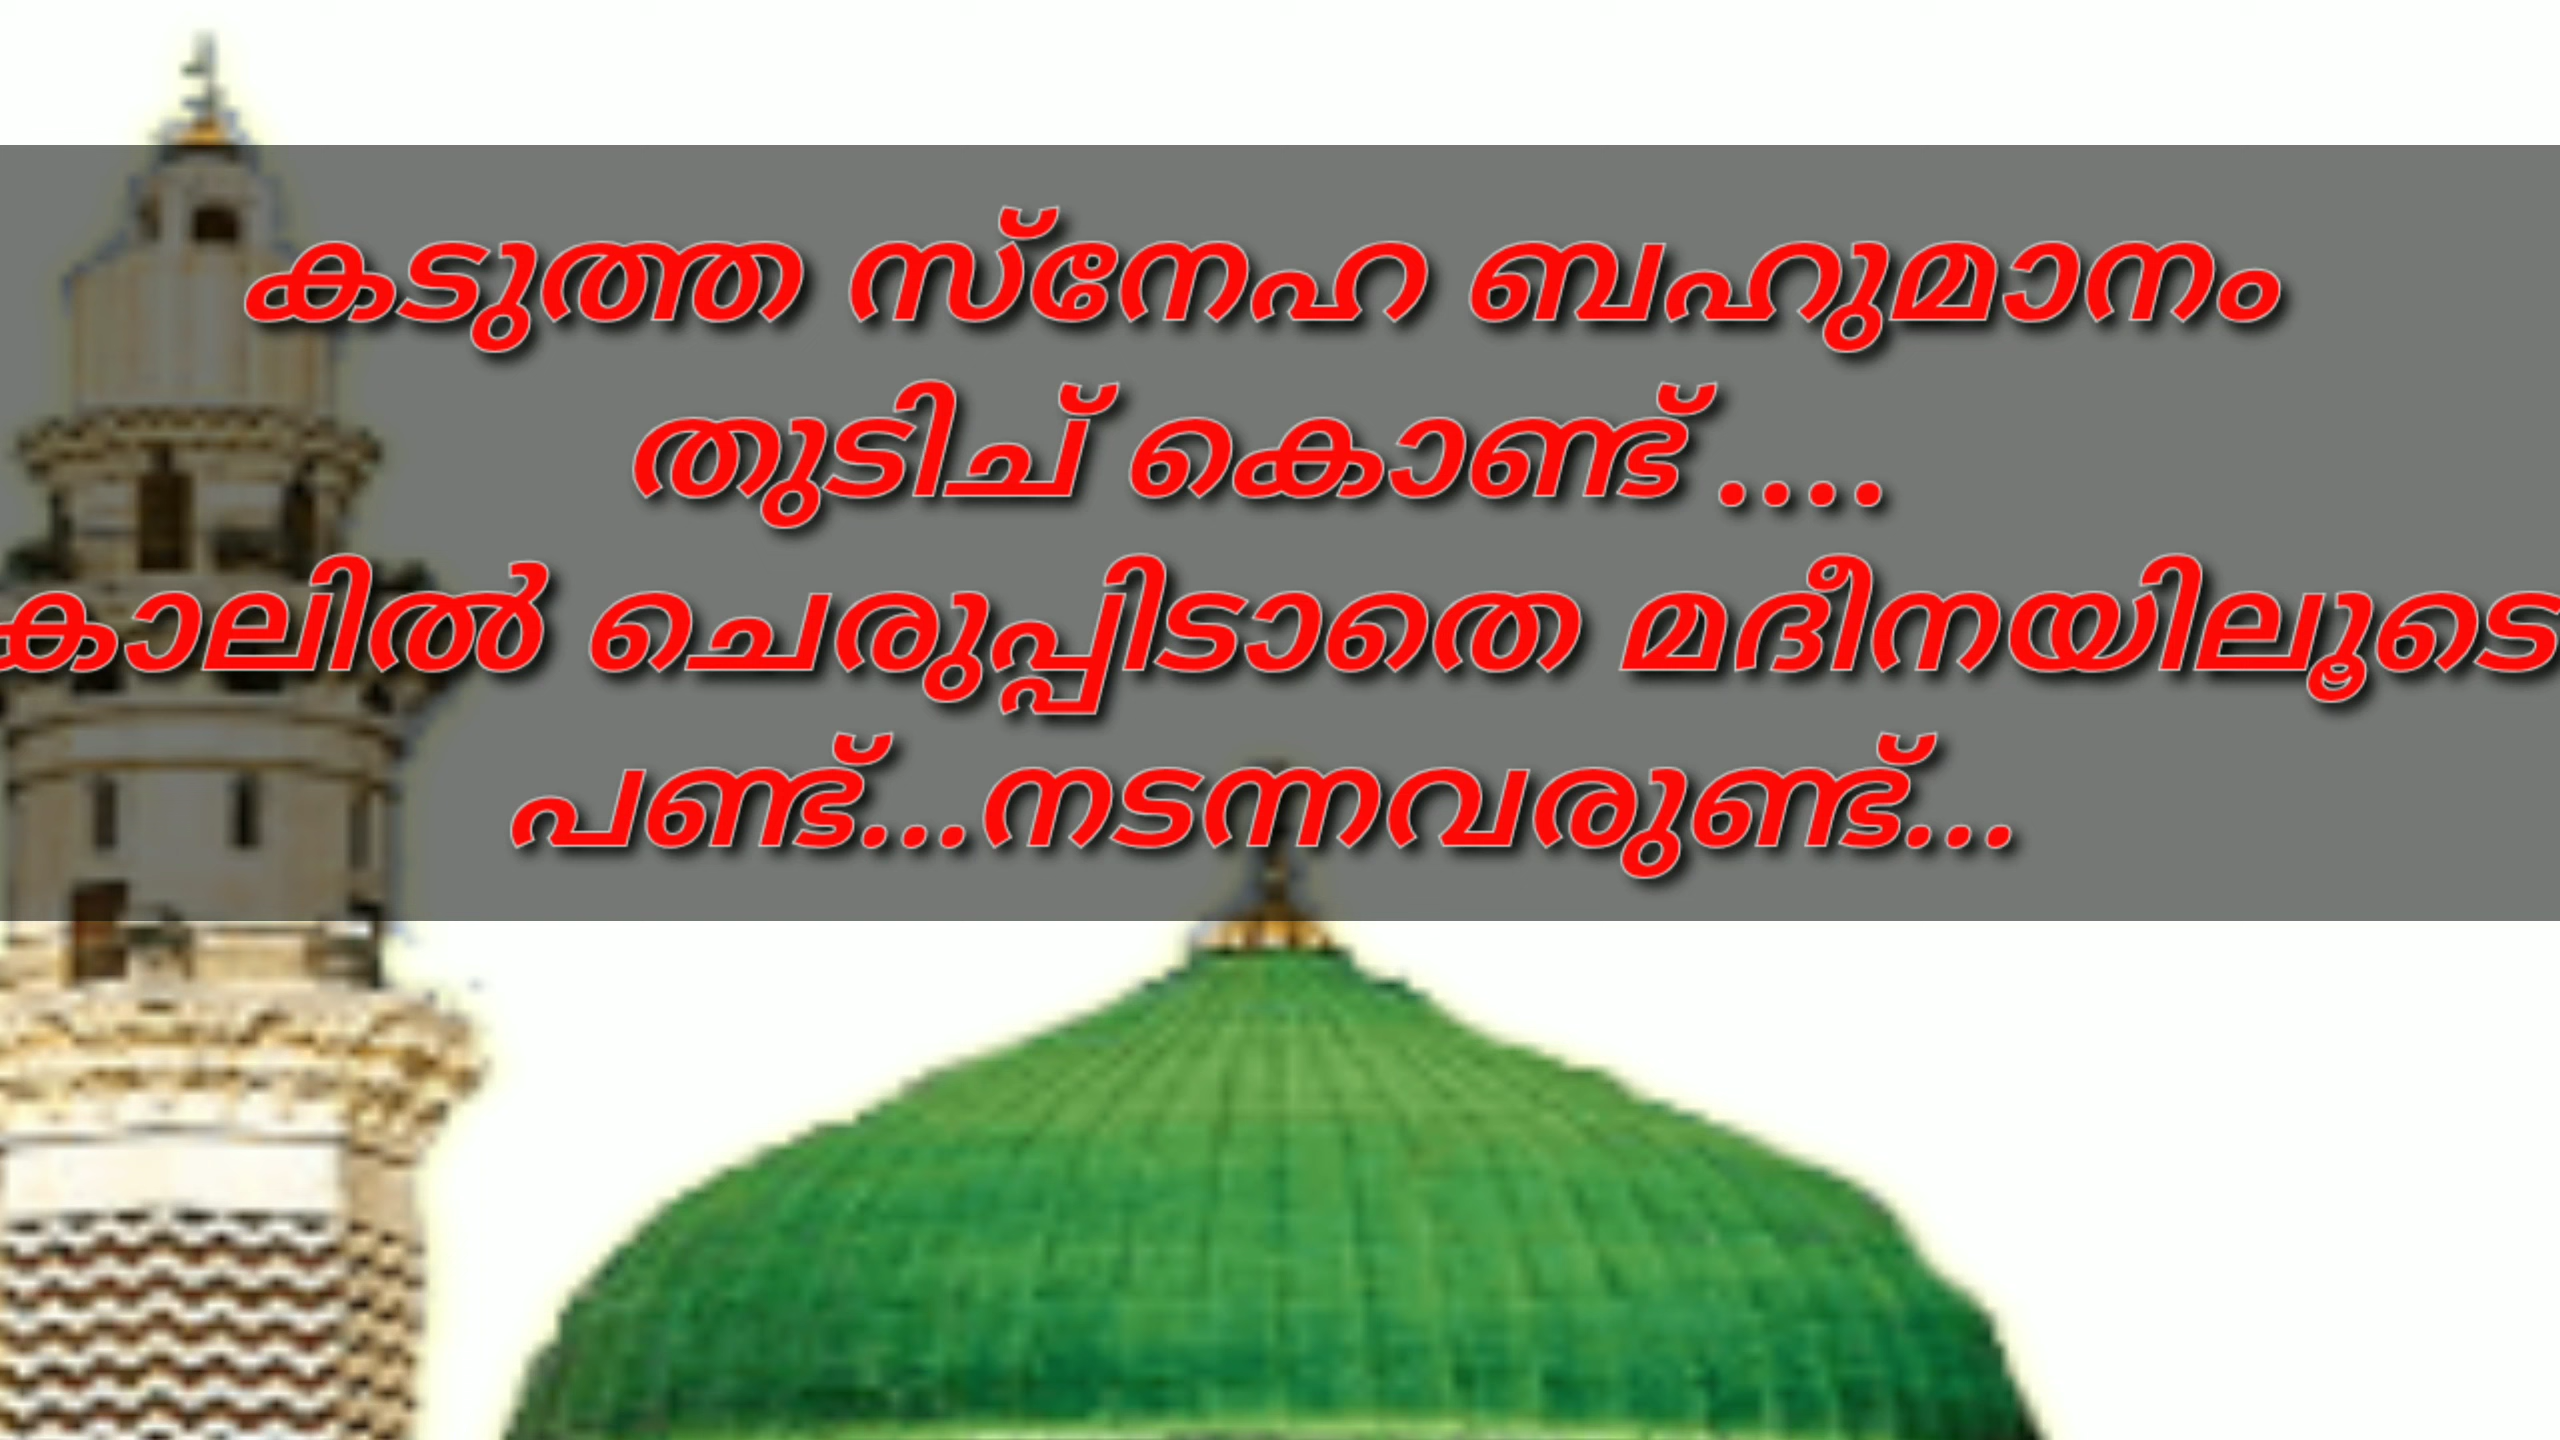 കടുത്ത സ്നേഹ ബഹുമാനം
തുടിച് കൊണ്ട് ....
കാലിൽ ചെരുപ്പിടാതെ മദീനയിലൂടെ
പണ്ട്...നടന്നവരുണ്ട്...